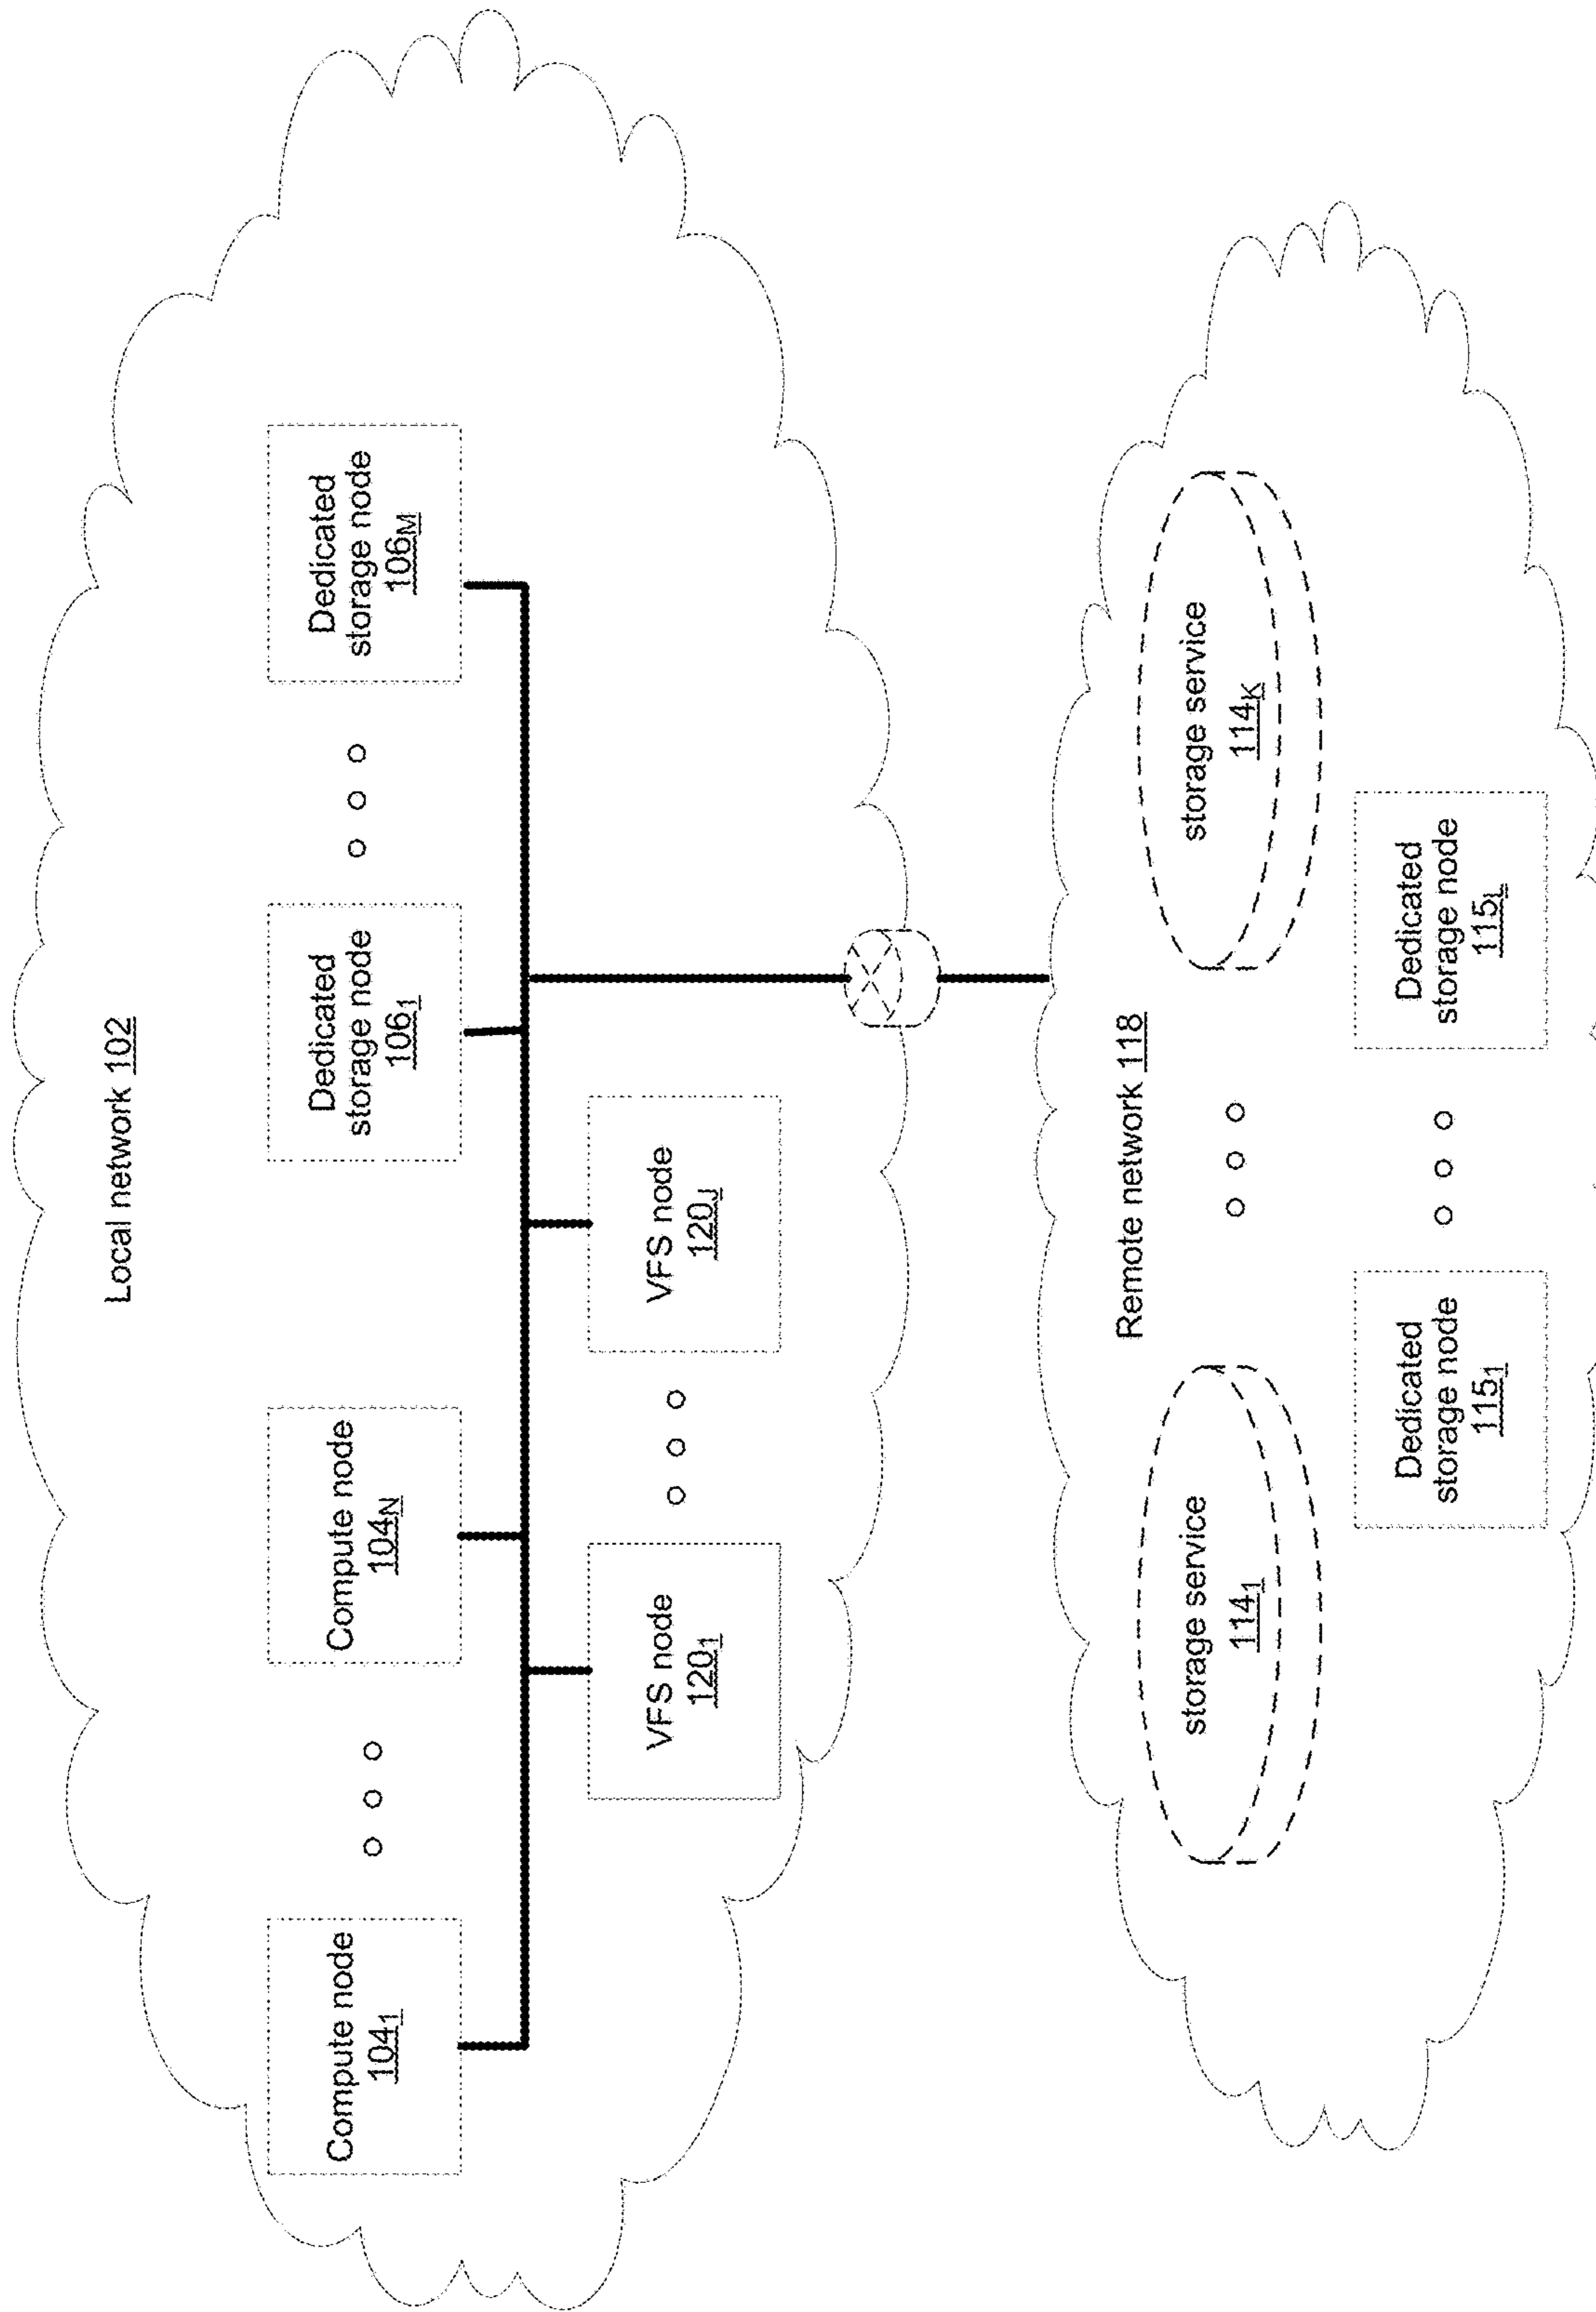 Local network 102
Compute node
104₁
Compute node
104N
Dedicated
storage node
106₁
Dedicated
storage node
106M
VFS node
120₁
VFS node
120J
Remote network 118
storage service
114₁
storage service
114K
Dedicated
storage node
115₁
Dedicated
storage node
115L